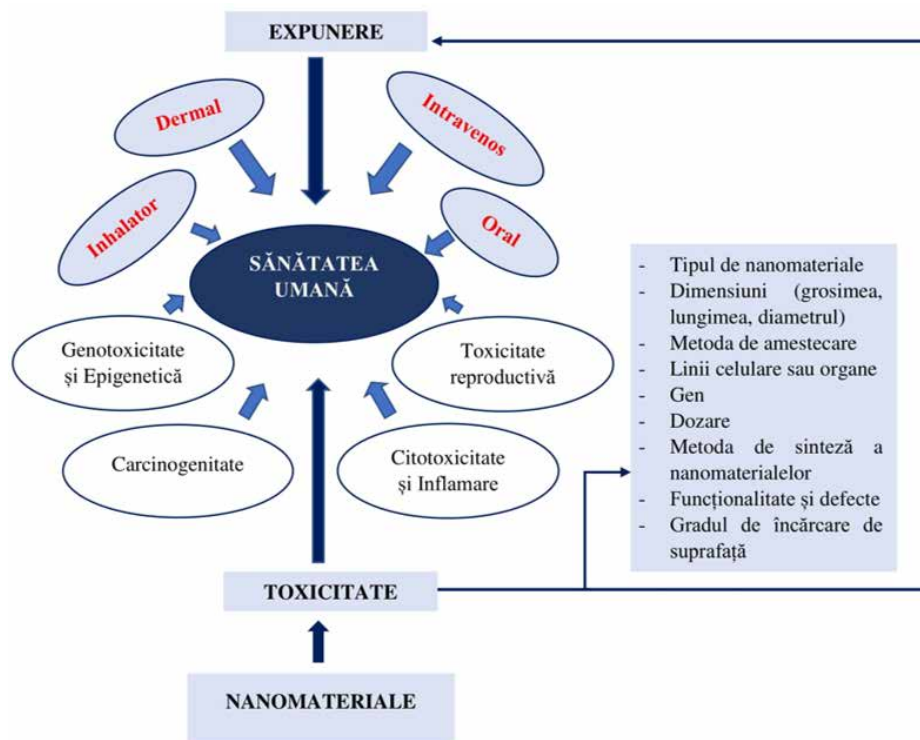 EXPUNERE
Dermal
Intravenos
Inhalator
Oral
SĂNĂTATEA
UMANĂ
Genotoxicitate
și Epigenetică
Toxicitate
reproductivă
Carcinogenitate
Citotoxicitate
și Inflamare
- Tipul de nanomateriale
- Dimensiuni (grosimea,
lungimea, diametrul)
- Metoda de amestecare
- Linii celulare sau organe
- Gen
- Dozare
- Metoda de sinteză a
nanomaterialelor
- Funcționalitate și defecte
- Gradul de încărcare de
suprafață
TOXICITATE
NANOMATERIALE